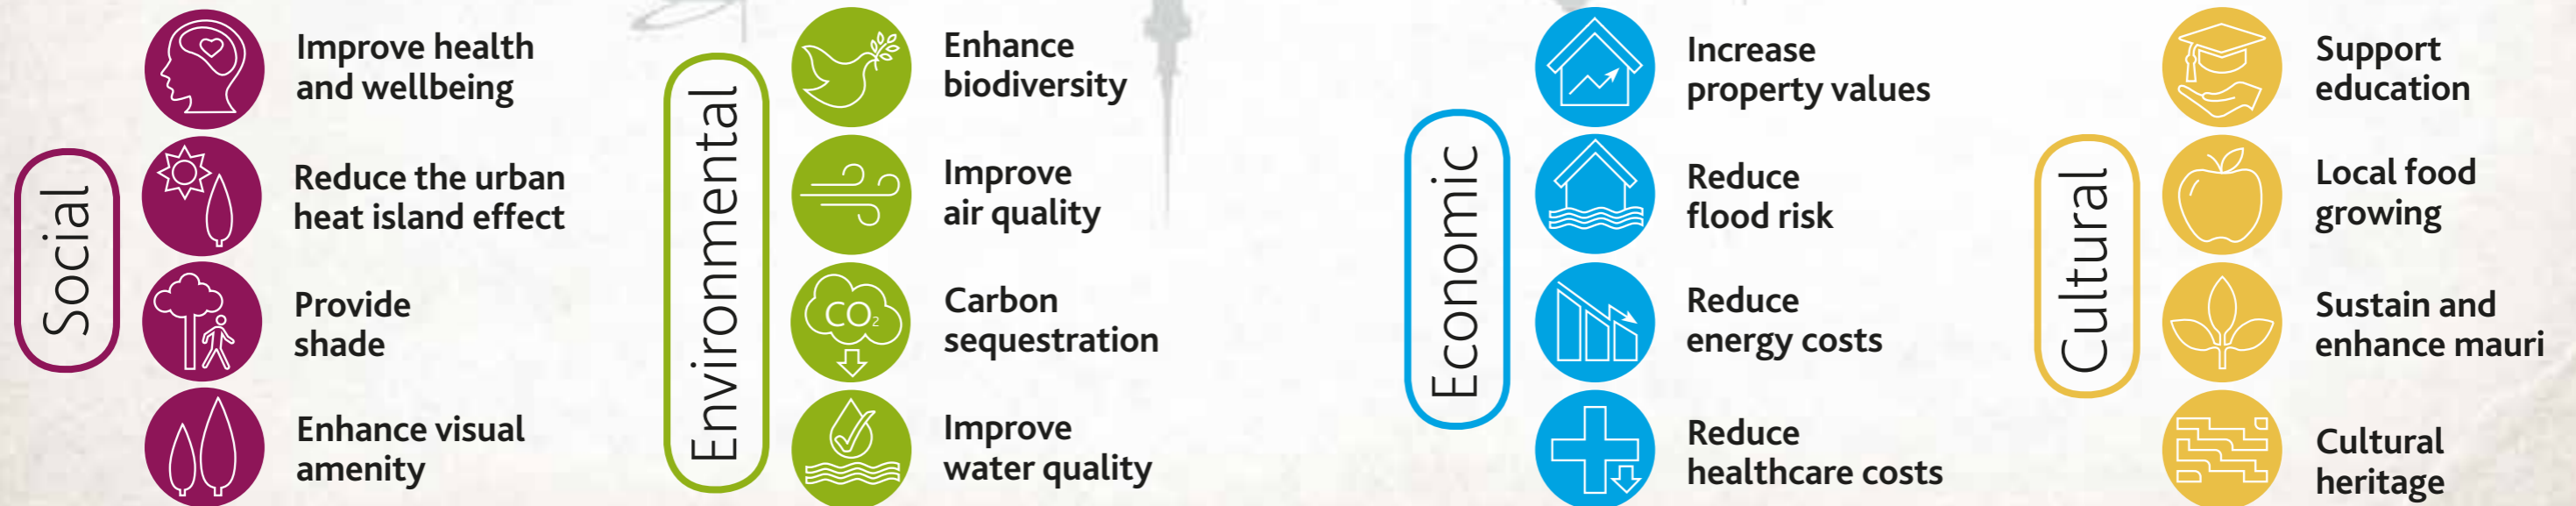 Social
Improve health
and wellbeing
Reduce the urban
heat island effect
Provide
shade
Enhance visual
amenity
Environmental
Enhance
biodiversity
Improve
air quality
CO₂
Carbon
sequestration
Improve
water quality
Economic
Increase
property values
Reduce
flood risk
Reduce
energy costs
Reduce
healthcare costs
Cultural
Support
education
Local food
growing
Sustain and
enhance mauri
Cultural
heritage